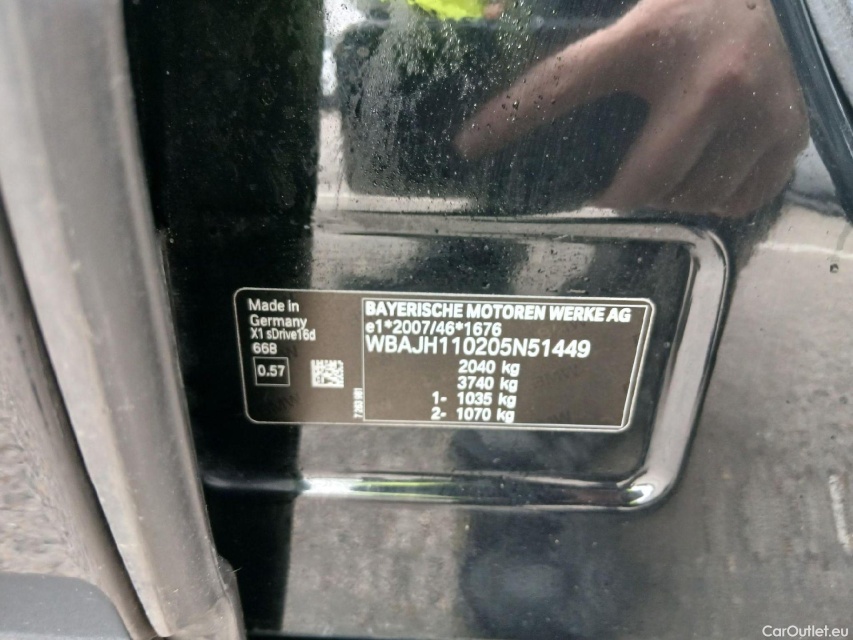 Made in
Germany
X1 sDrive16d
668
0.57
BAYERISCHE MOTOREN WERKE AG
e1*2007/46*1676
WBAJH110205N51449
2040 kg
3740 kg
1- 1035 kg
2- 1070 kg
CarOutlet.eu